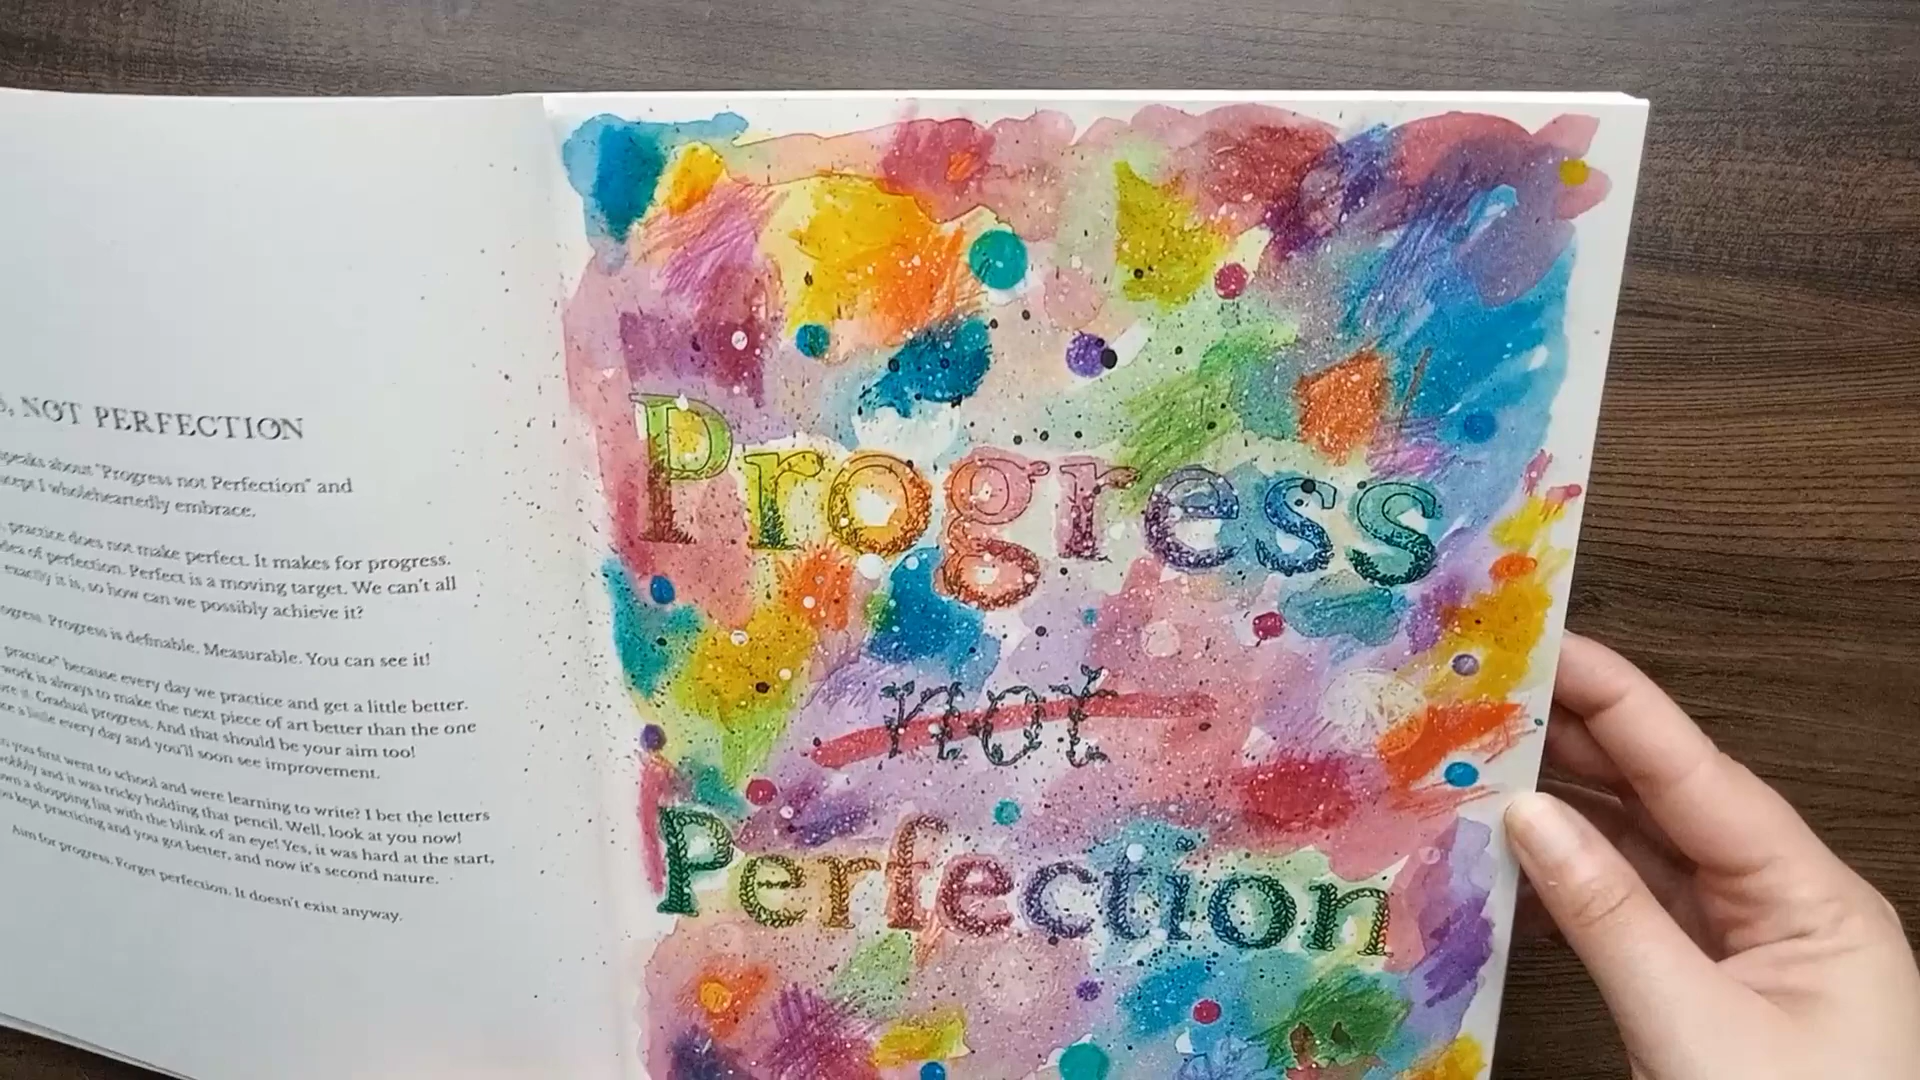 NOT PERFECTION
speaks about "Progress not Perfection" and
I wholeheartedly embrace.
practice does not make perfect. It makes for progress.
idea of perfection. Perfect is a moving target. We can't all
exactly it is, so how can we possibly achieve it?
Progress is definable. Measurable. You can see it!
practice" because every day we practice and get a little better.
work is always to make the next piece of art better than the one
it. Gradual progress. And that should be your aim too!
a little every day and you'll soon see improvement.
you first went to school and were learning to write? I bet the letters
wobbly and it was tricky holding that pencil. Well, look at you now!
a shopping list with the blink of an eye! Yes, it was hard at the start,
you kept practicing and you got better, and now it's second nature.
Aim for progress. Forget perfection. It doesn't exist anyway.
Progress
not
Perfection